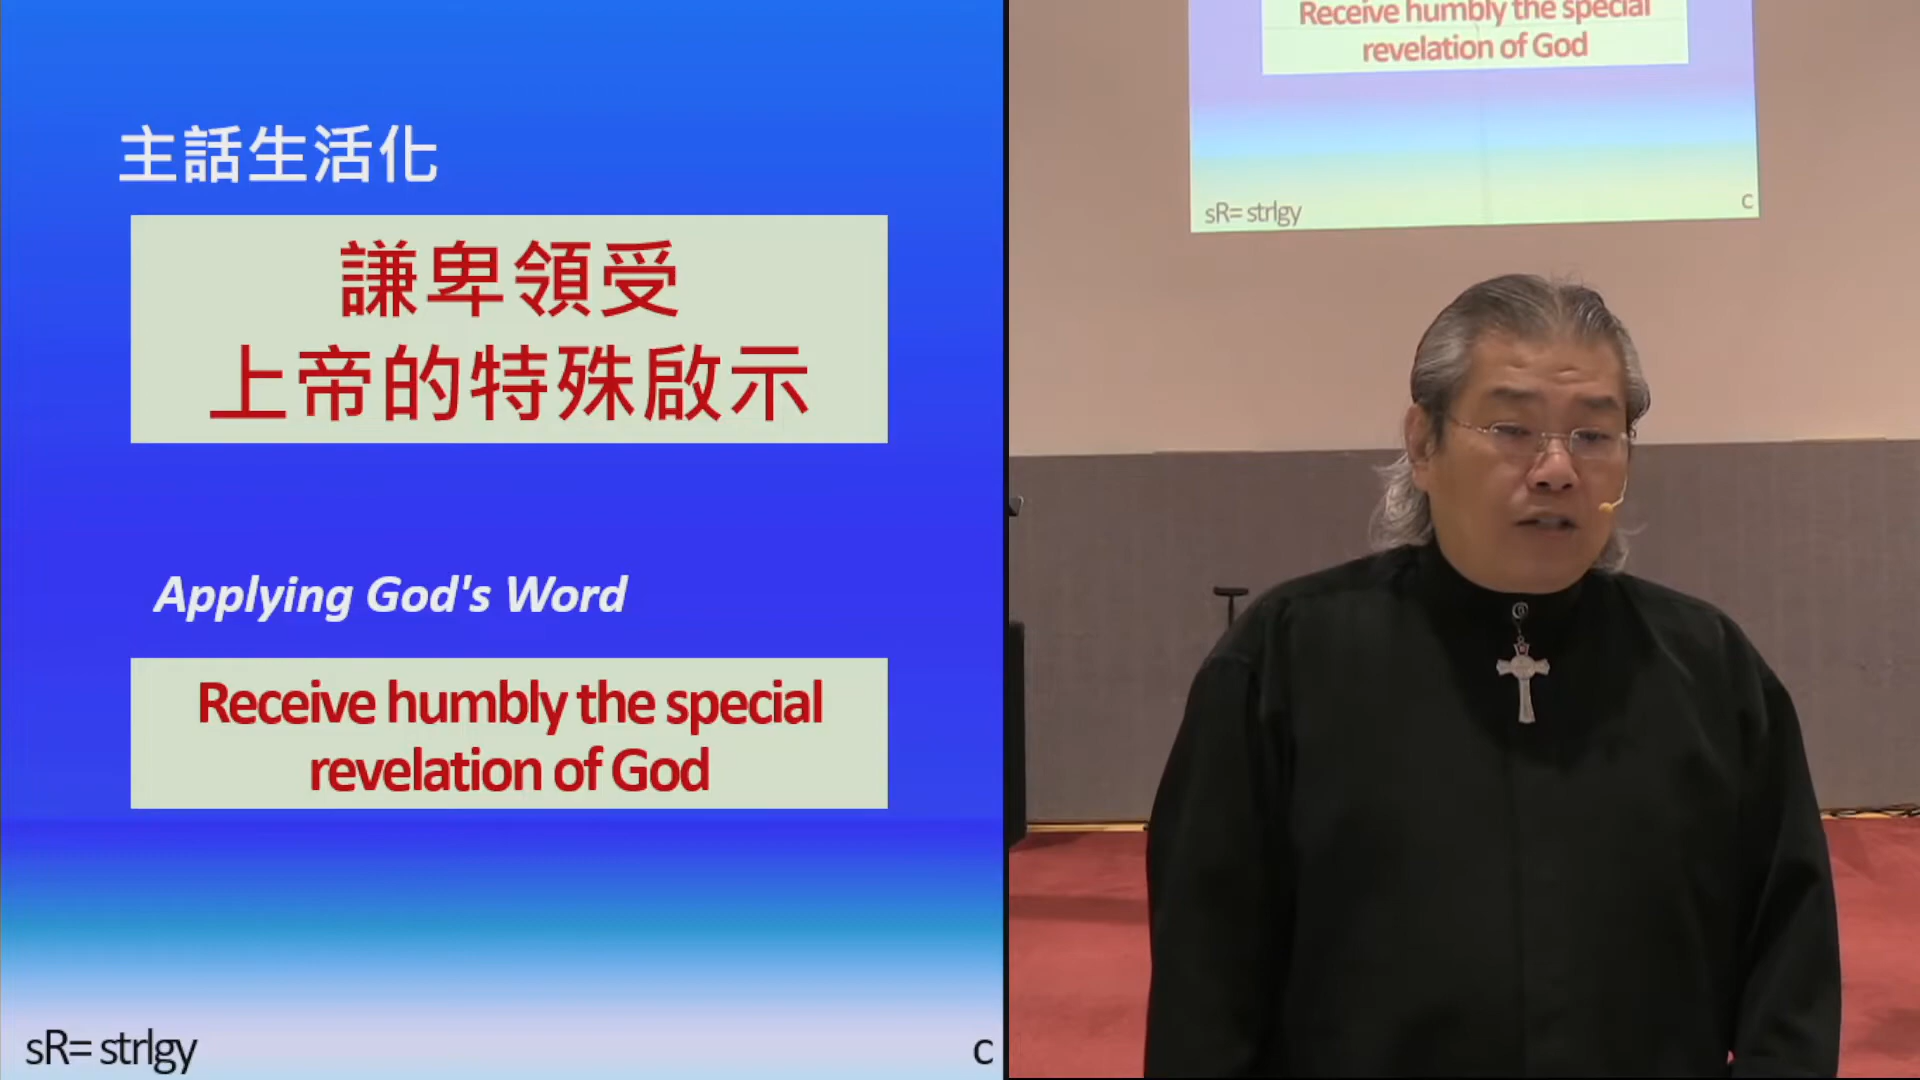 主話生活化
謙卑領受
上帝的特殊啟示
Applying God's Word
Receive humbly the special
revelation of God
sR= strlgy
c
Receive humbly the special
revelation of God
sR= strlgy
c